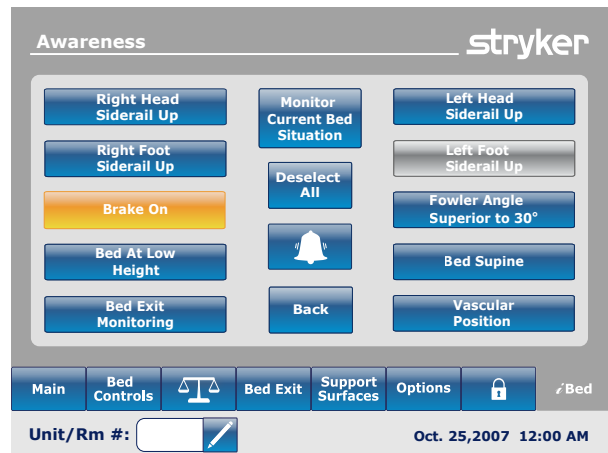 Awareness
stryker
Right Head
Siderail Up
Monitor
Current Bed
Situation
Left Head
Siderail Up
Right Foot
Siderail Up
Deselect
All
Left Foot
Siderail Up
Brake On
Fowler Angle
Superior to 30°
Bed At Low
Height
Bed Supine
Bed Exit
Monitoring
Back
Vascular
Position
Main
Bed
Controls
Bed Exit
Support
Surfaces
Options
iBed
Unit/Rm #:
Oct. 25,2007 12:00 AM